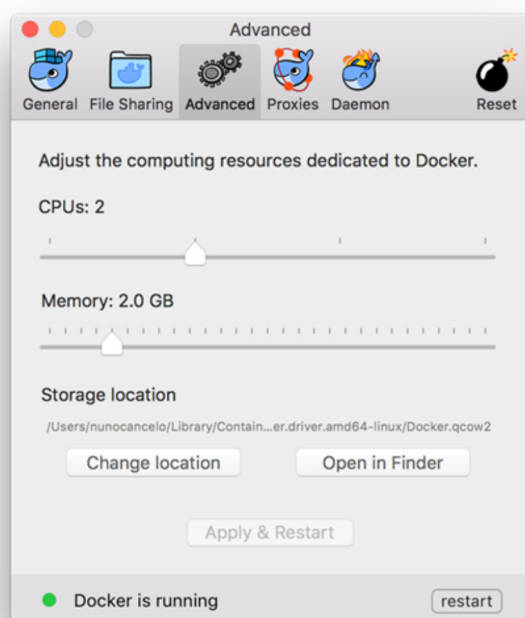 Advanced
General File Sharing Advanced Proxies Daemon Reset
Adjust the computing resources dedicated to Docker.
CPUs: 2
Memory: 2.0 GB
Storage location
/Users/nunocancelo/Library/Contain...er.driver.amd64-linux/Docker.qcow2
Change location Open in Finder
Apply & Restart
Docker is running restart